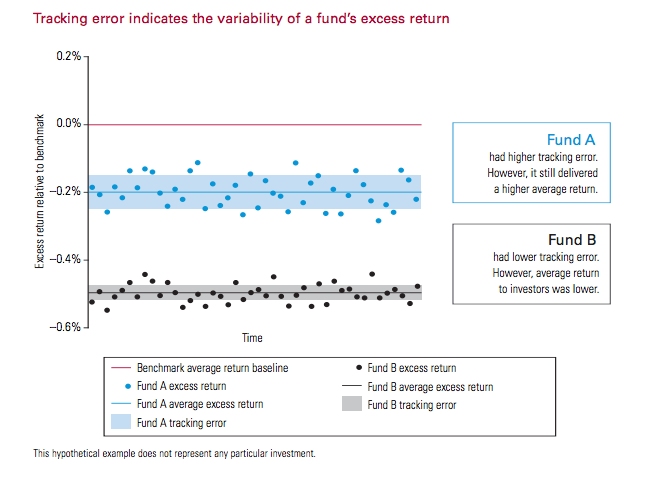 Tracking error indicates the variability of a fund's excess return
Excess return relative to benchmark
0.2%
0.0%
–0.2%
–0.4%
–0.6%
Time
Fund A
had higher tracking error.
However, it still delivered
a higher average return.
Fund B
had lower tracking error.
However, average return
to investors was lower.
Benchmark average return baseline
Fund A excess return
Fund A average excess return
Fund A tracking error
Fund B excess return
Fund B average excess return
Fund B tracking error
This hypothetical example does not represent any particular investment.